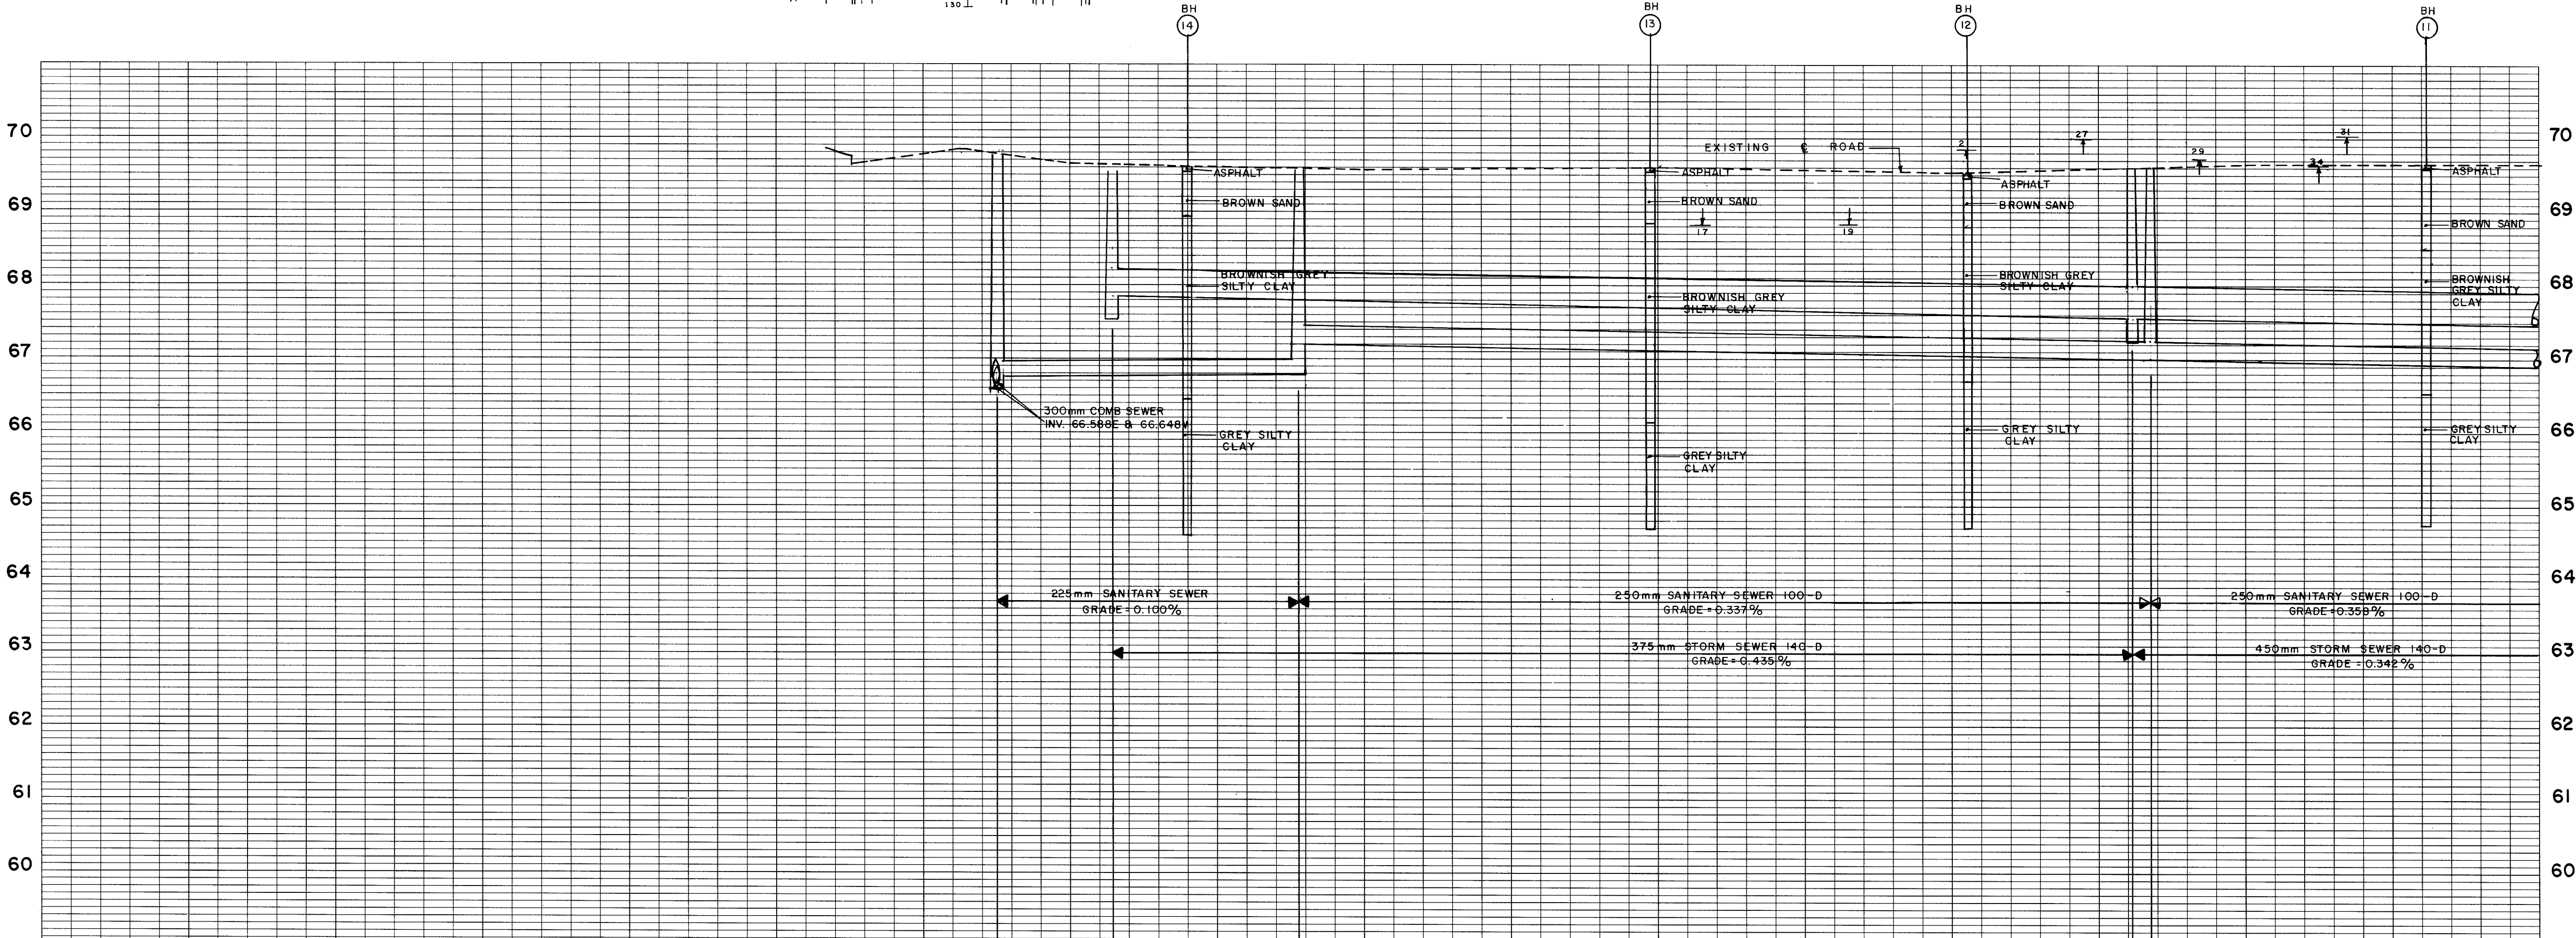 130
BH
14
BH
13
BH
12
BH
11
70
70
EXISTING ℄ ROAD
2
27
29
34
31
ASPHALT
ASPHALT
ASPHALT
ASPHALT
69
69
BROWN SAND
BROWN SAND
BROWN SAND
BROWN SAND
17
19
68
68
BROWNISH GREY
SILTY CLAY
BROWNISH GREY
SILTY CLAY
BROWNISH GREY
SILTY CLAY
BROWNISH
GREY SILTY
CLAY
67
67
300mm COMB SEWER
INV. 66.588E & 66.648W
66
66
GREY SILTY
CLAY
GREY SILTY
CLAY
GREY SILTY
CLAY
GREY SILTY
CLAY
65
65
64
64
225mm SANITARY SEWER
GRADE = 0.100%
250mm SANITARY SEWER 100-D
GRADE = 0.337%
250mm SANITARY SEWER 100-D
GRADE = 0.358%
63
63
375mm STORM SEWER 140-D
GRADE = 0.435%
450mm STORM SEWER 140-D
GRADE = 0.342%
62
62
61
61
60
60